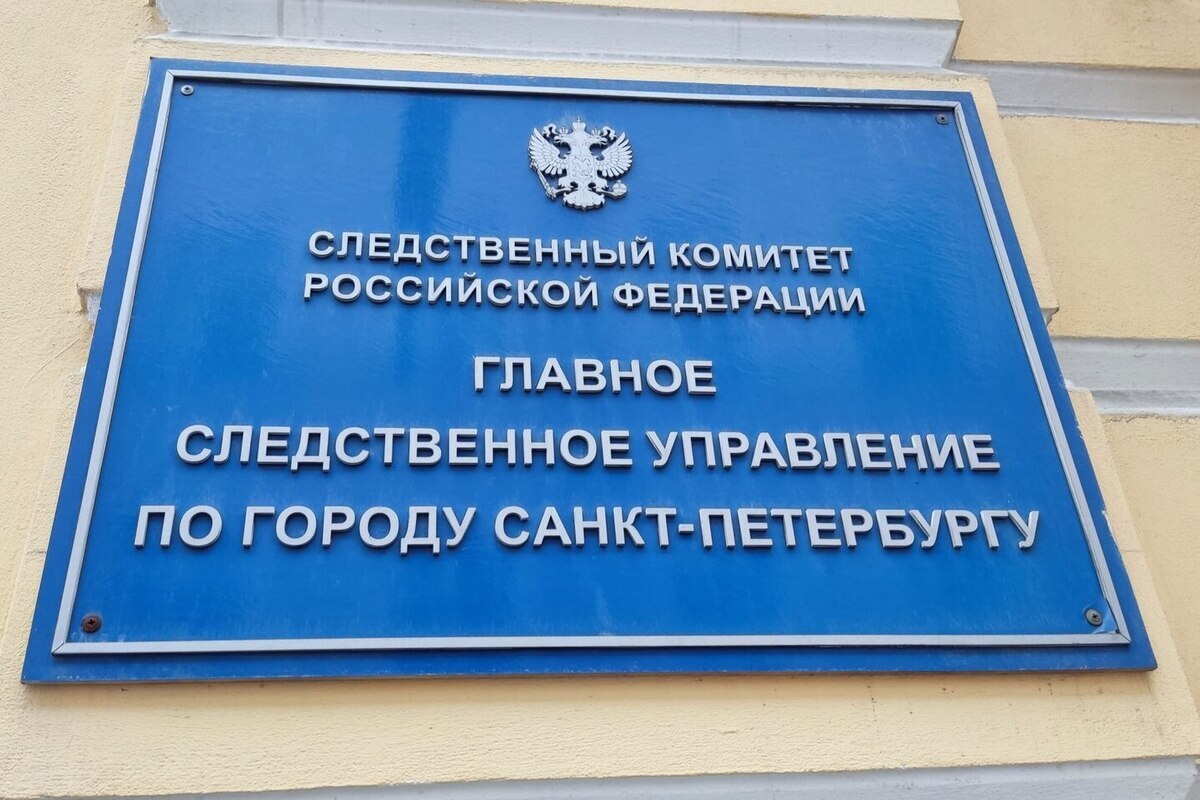 СЛЕДСТВЕННЫЙ КОМИТЕТ
РОССИЙСКОЙ ФЕДЕРАЦИИ
ГЛАВНОЕ
СЛЕДСТВЕННОЕ УПРАВЛЕНИЕ
ПО ГОРОДУ САНКТ-ПЕТЕРБУРГУ